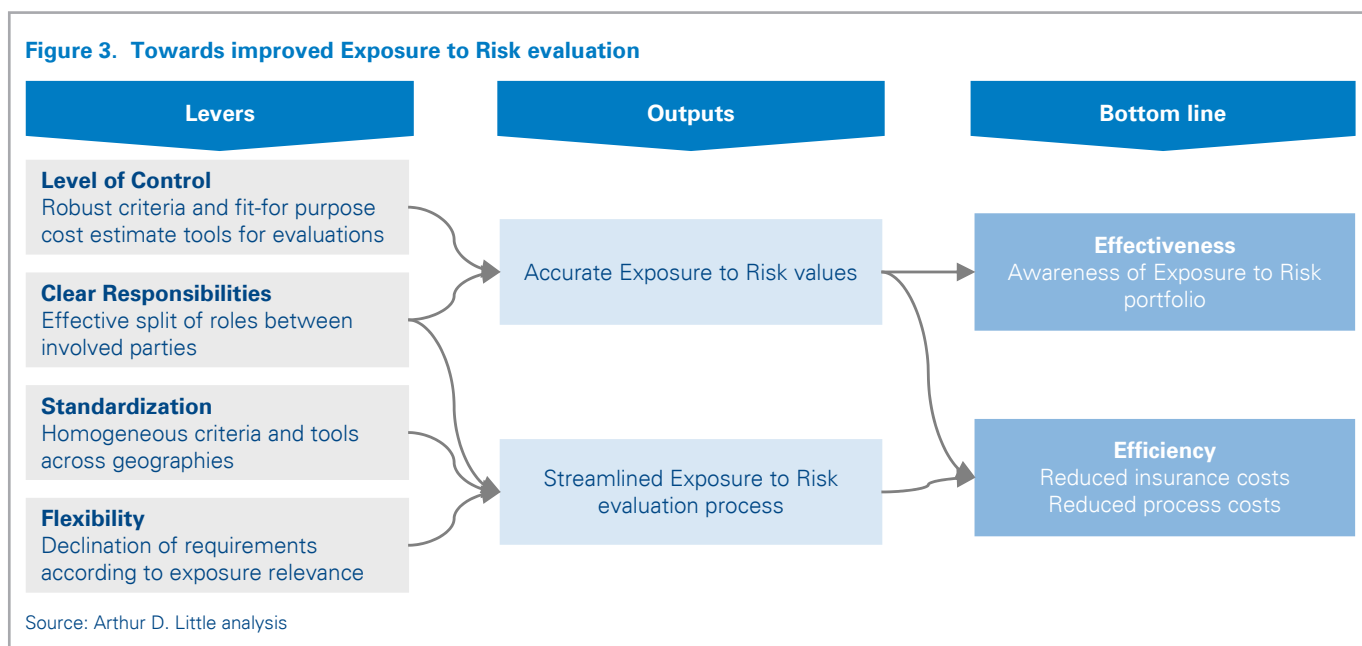 Figure 3. Towards improved Exposure to Risk evaluation
Levers
Outputs
Bottom line
Level of Control
Robust criteria and fit-for purpose
cost estimate tools for evaluations
Clear Responsibilities
Effective split of roles between
involved parties
Standardization
Homogeneous criteria and tools
across geographies
Flexibility
Declination of requirements
according to exposure relevance
Accurate Exposure to Risk values
Streamlined Exposure to Risk
evaluation process
Effectiveness
Awareness of Exposure to Risk
portfolio
Efficiency
Reduced insurance costs
Reduced process costs
Source: Arthur D. Little analysis